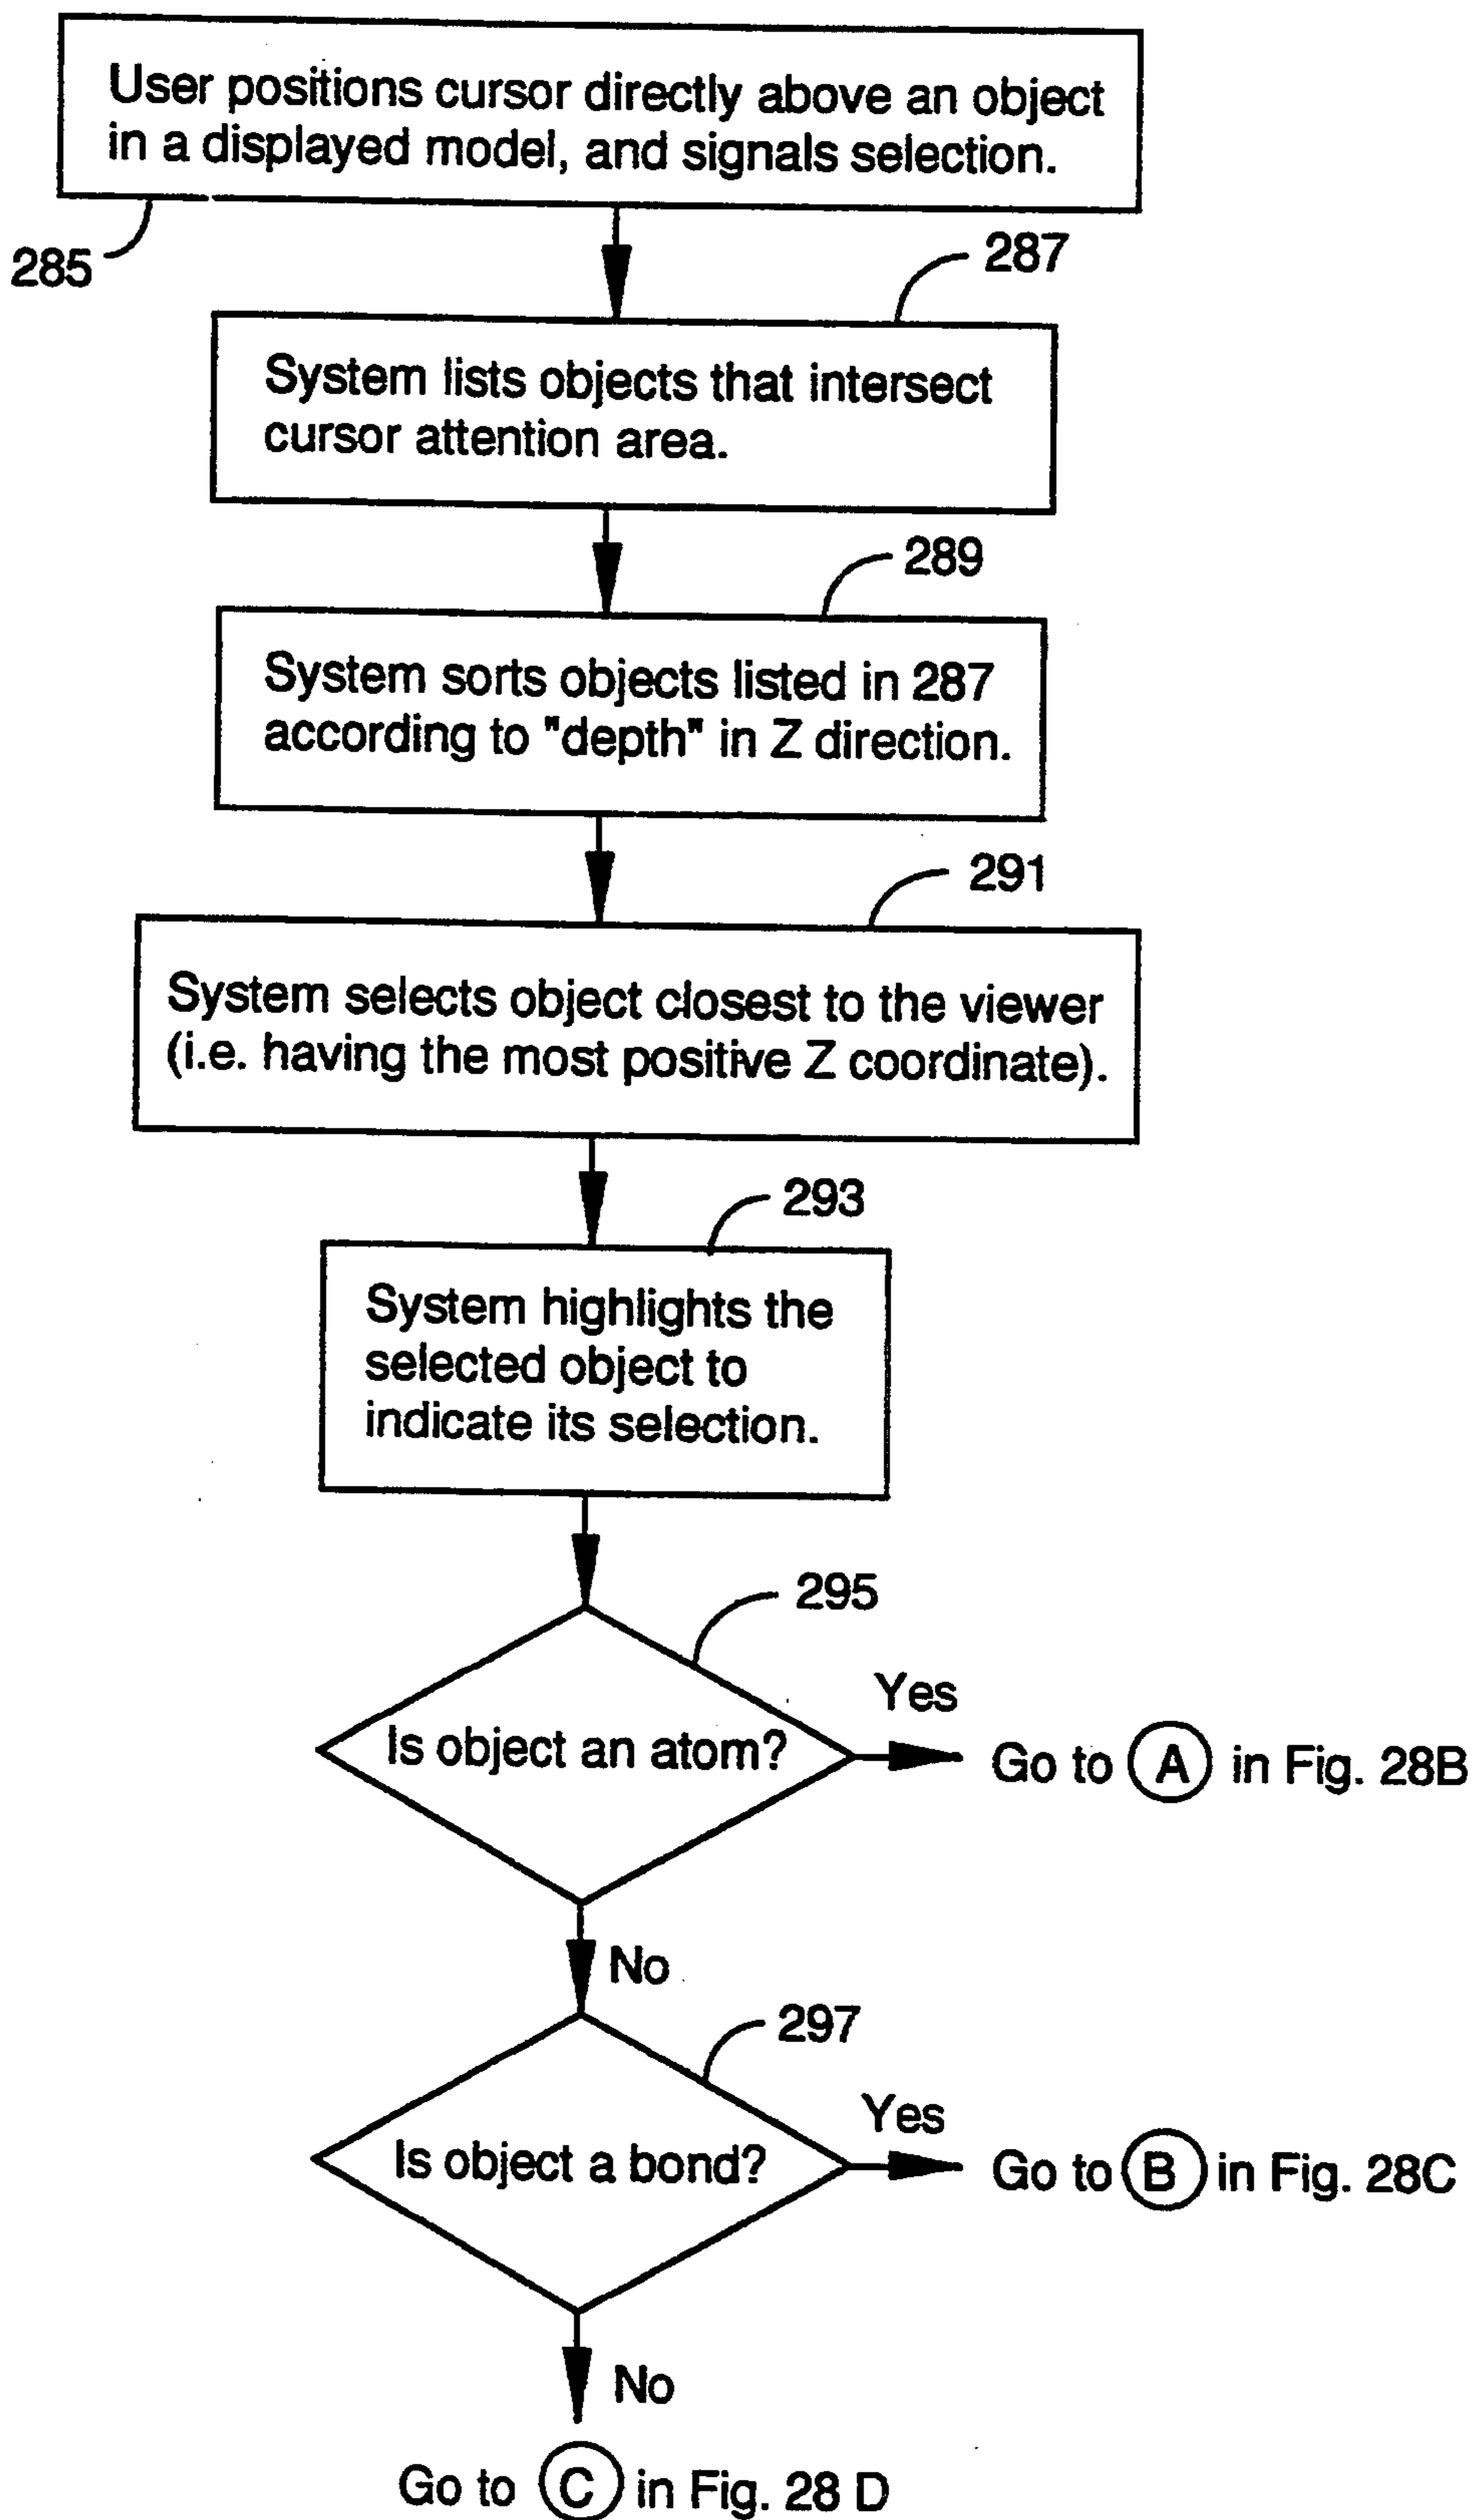 User positions cursor directly above an object
in a displayed model, and signals selection.
285
287
System lists objects that intersect
cursor attention area.
289
System sorts objects listed in 287
according to "depth" in Z direction.
291
System selects object closest to the viewer
(i.e. having the most positive Z coordinate).
293
System highlights the
selected object to
indicate its selection.
295
Is object an atom?
Yes
Go to A in Fig. 28B
No
297
Is object a bond?
Yes
Go to B in Fig. 28C
No
Go to C in Fig. 28 D